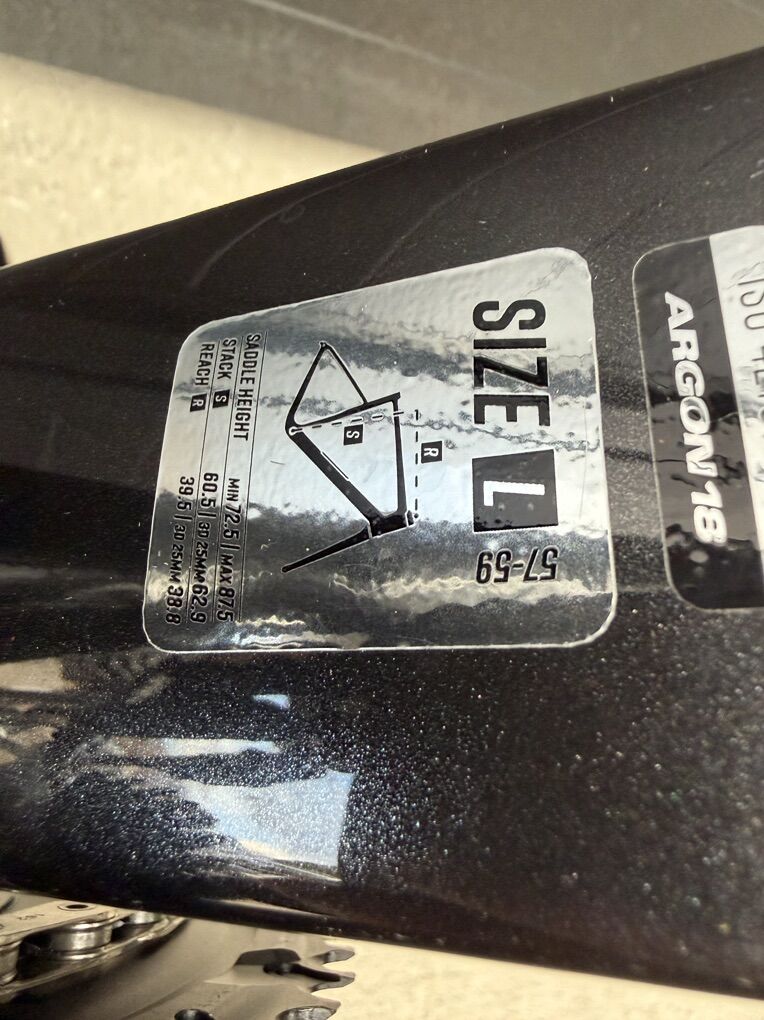 SIZE L
57-59
R
S
SADDLE HEIGHT MIN 72.5 | MAX 87.5
STACK S 60.5 | 3D 25MM 62.9
REACH R 39.5 | 3D 25MM 38.8
ARGON 18
ISO